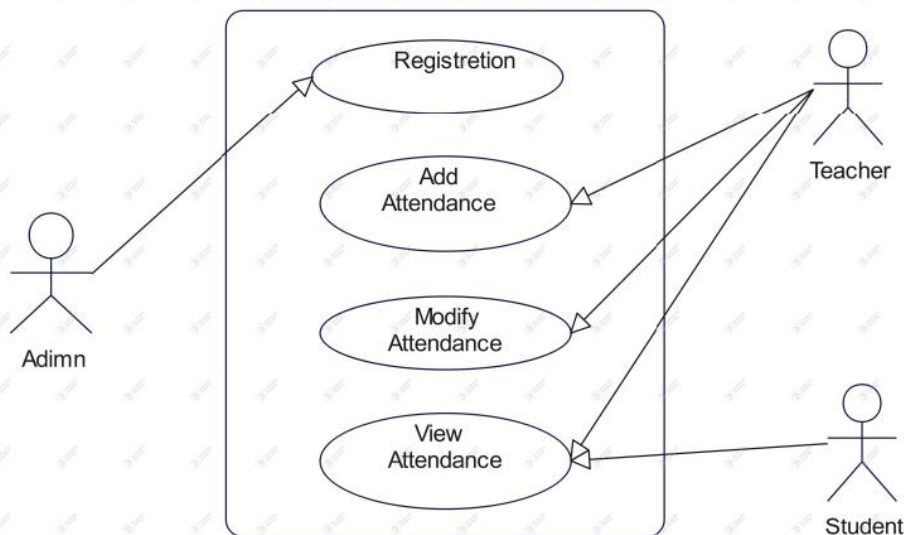 Registretion
Teacher
Add
Attendance
Adimn
Modify
Attendance
View
Attendance
Student